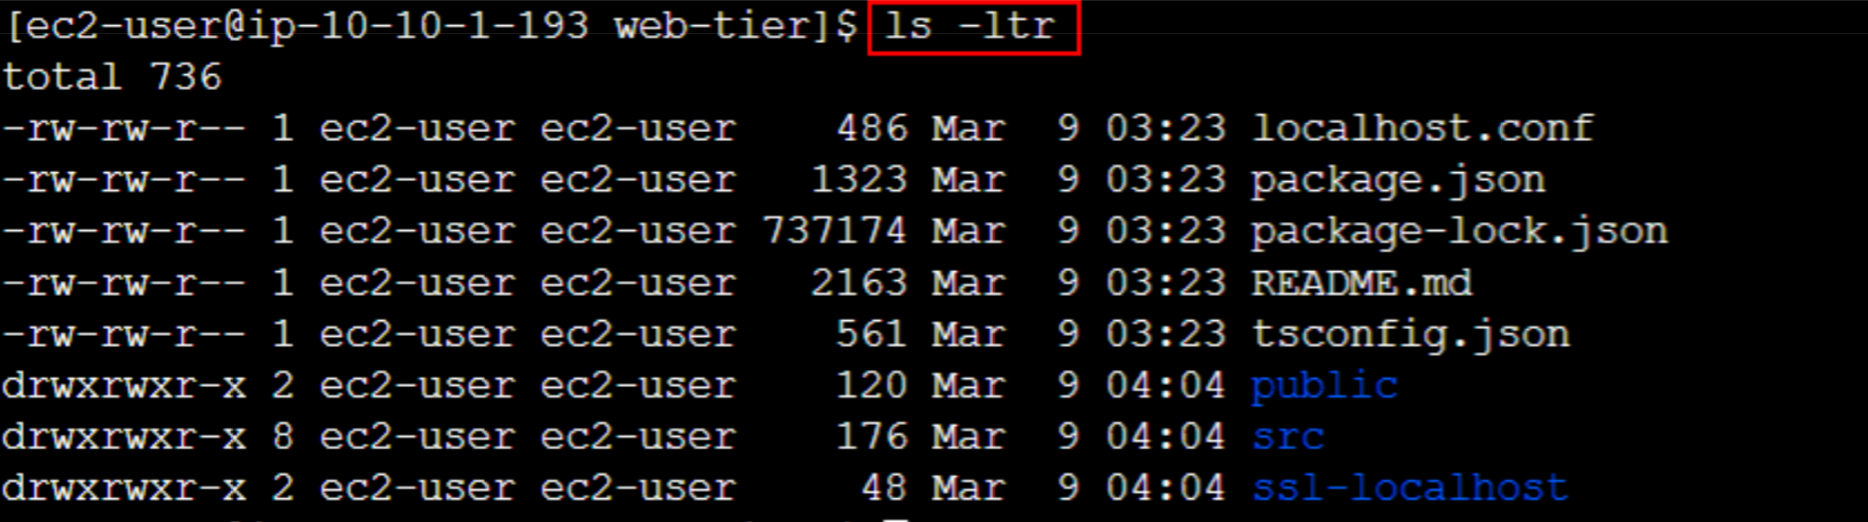 [ec2-user@ip-10-10-1-193 web-tier]$ ls -ltr
total 736
-rw-rw-r-- 1 ec2-user ec2-user    486 Mar  9 03:23 localhost.conf
-rw-rw-r-- 1 ec2-user ec2-user   1323 Mar  9 03:23 package.json
-rw-rw-r-- 1 ec2-user ec2-user 737174 Mar  9 03:23 package-lock.json
-rw-rw-r-- 1 ec2-user ec2-user   2163 Mar  9 03:23 README.md
-rw-rw-r-- 1 ec2-user ec2-user    561 Mar  9 03:23 tsconfig.json
drwxrwxr-x 2 ec2-user ec2-user    120 Mar  9 04:04 public
drwxrwxr-x 8 ec2-user ec2-user    176 Mar  9 04:04 src
drwxrwxr-x 2 ec2-user ec2-user     48 Mar  9 04:04 ssl-localhost